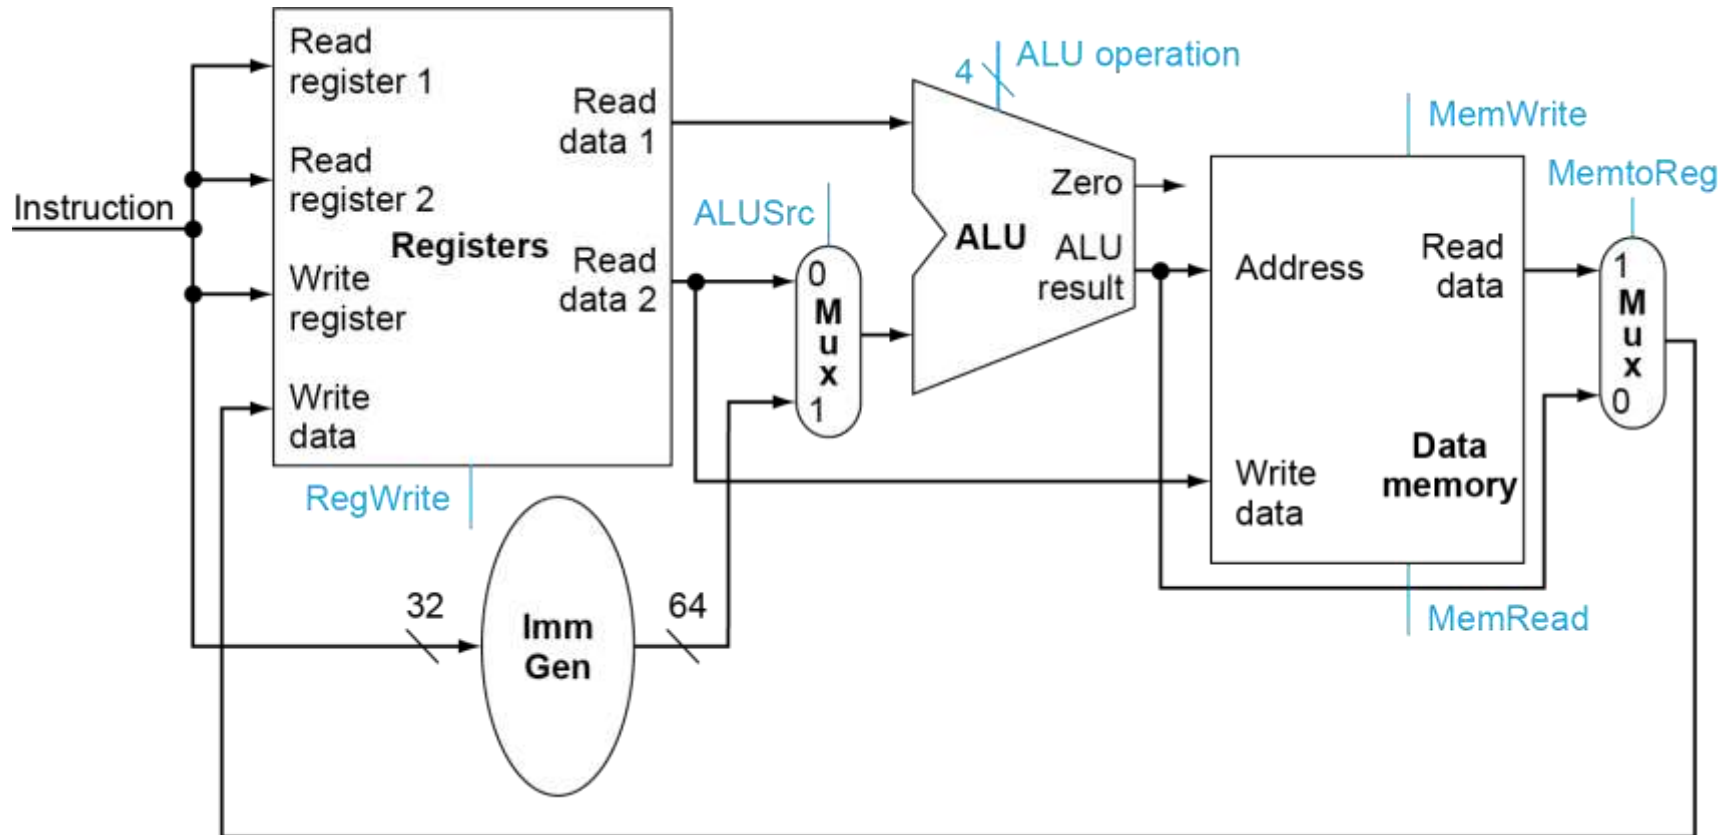 Instruction
Read
register 1
Read
register 2
Registers
Write
register
Write
data
Read
data 1
Read
data 2
RegWrite
32
Imm
Gen
64
ALUSrc
0
M
u
x
1
4
ALU operation
ALU
Zero
ALU
result
MemWrite
Address
Read
data
Write
data
Data
memory
MemRead
MemtoReg
1
M
u
x
0